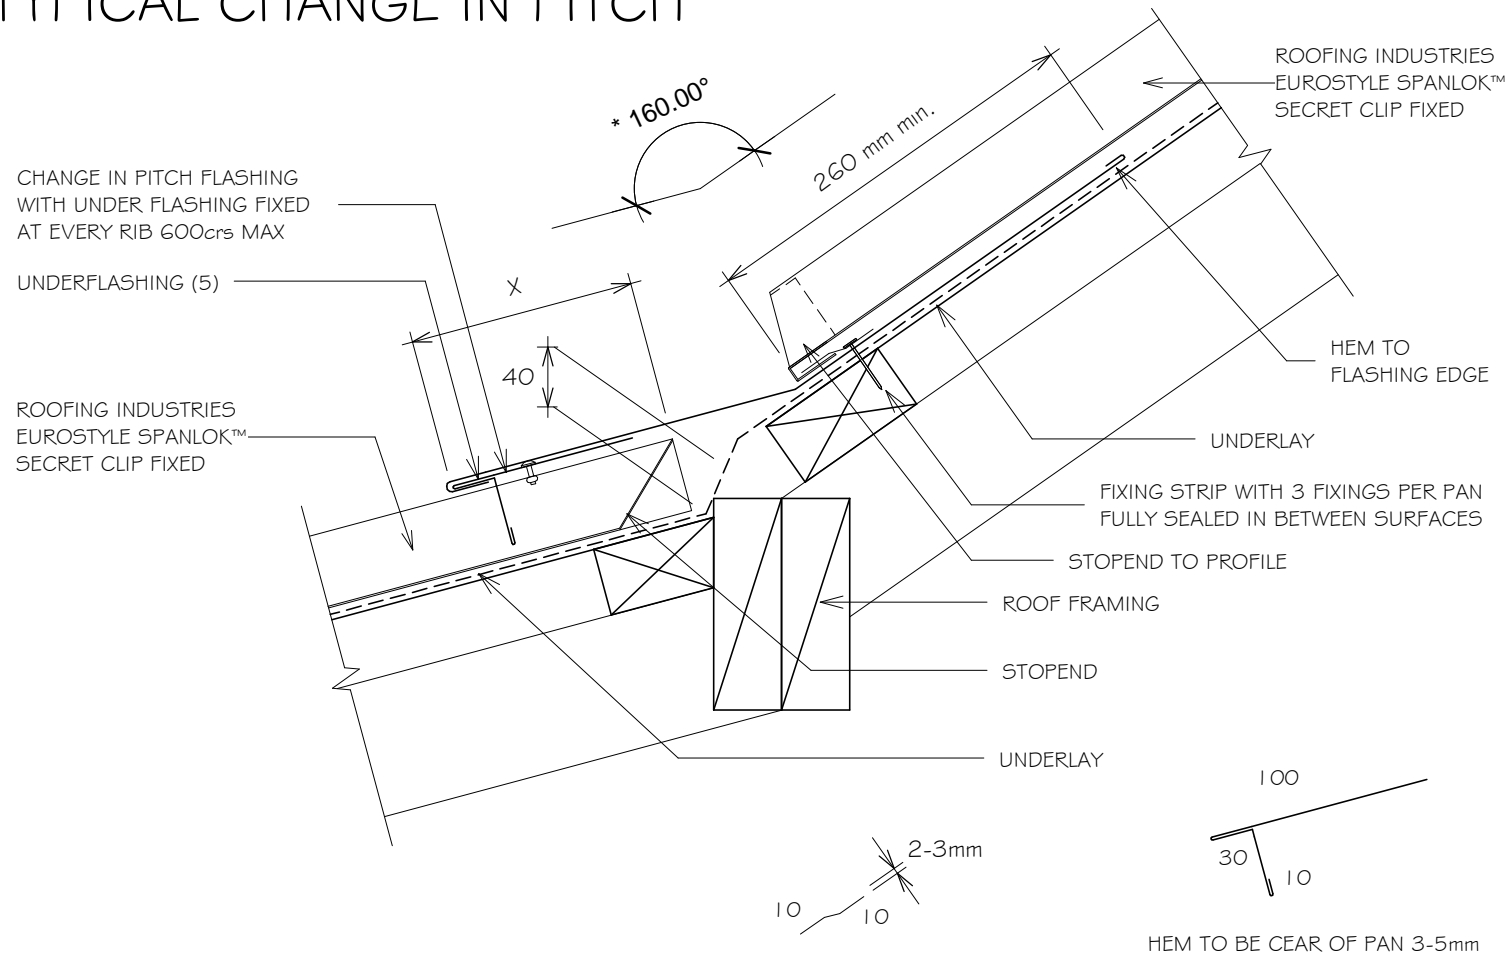 TYPICAL CHANGE IN PITCH
ROOFING INDUSTRIES
EUROSTYLE SPANLOK™
SECRET CLIP FIXED
* 160.00°
260 mm min.
CHANGE IN PITCH FLASHING
WITH UNDER FLASHING FIXED
AT EVERY RIB 600crs MAX
UNDERFLASHING (5)
X
40
HEM TO
FLASHING EDGE
ROOFING INDUSTRIES
EUROSTYLE SPANLOK™
SECRET CLIP FIXED
UNDERLAY
FIXING STRIP WITH 3 FIXINGS PER PAN
FULLY SEALED IN BETWEEN SURFACES
STOPEND TO PROFILE
ROOF FRAMING
STOPEND
UNDERLAY
2-3mm
10
10
100
30
10
HEM TO BE CEAR OF PAN 3-5mm